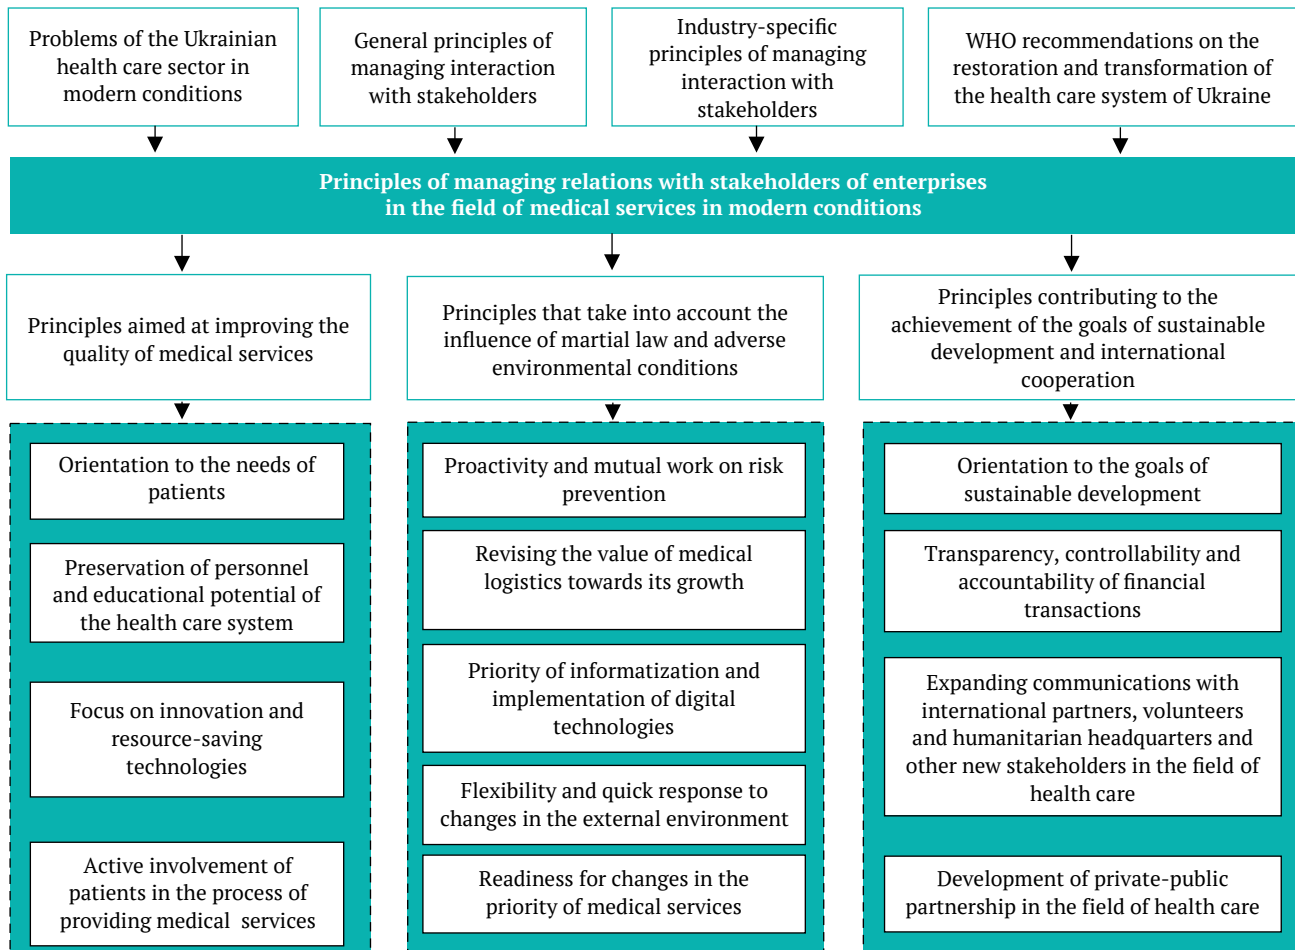 Problems of the Ukrainian
health care sector in
modern conditions
General principles of
managing interaction
with stakeholders
Industry-specific
principles of managing
interaction with
stakeholders
WHO recommendations on the
restoration and transformation of
the health care system of Ukraine
Principles of managing relations with stakeholders of enterprises
in the field of medical services in modern conditions
Principles aimed at improving the
quality of medical services
Principles that take into account the
influence of martial law and adverse
environmental conditions
Principles contributing to the
achievement of the goals of sustainable
development and international
cooperation
Orientation to the needs of
patients
Preservation of personnel
and educational potential of
the health care system
Focus on innovation and
resource-saving
technologies
Active involvement of
patients in the process of
providing medical services
Proactivity and mutual work on risk
prevention
Revising the value of medical
logistics towards its growth
Priority of informatization and
implementation of digital
technologies
Flexibility and quick response to
changes in the external environment
Readiness for changes in the
priority of medical services
Orientation to the goals of
sustainable development
Transparency, controllability and
accountability of financial
transactions
Expanding communications with
international partners, volunteers
and humanitarian headquarters and
other new stakeholders in the field of
health care
Development of private-public
partnership in the field of health care